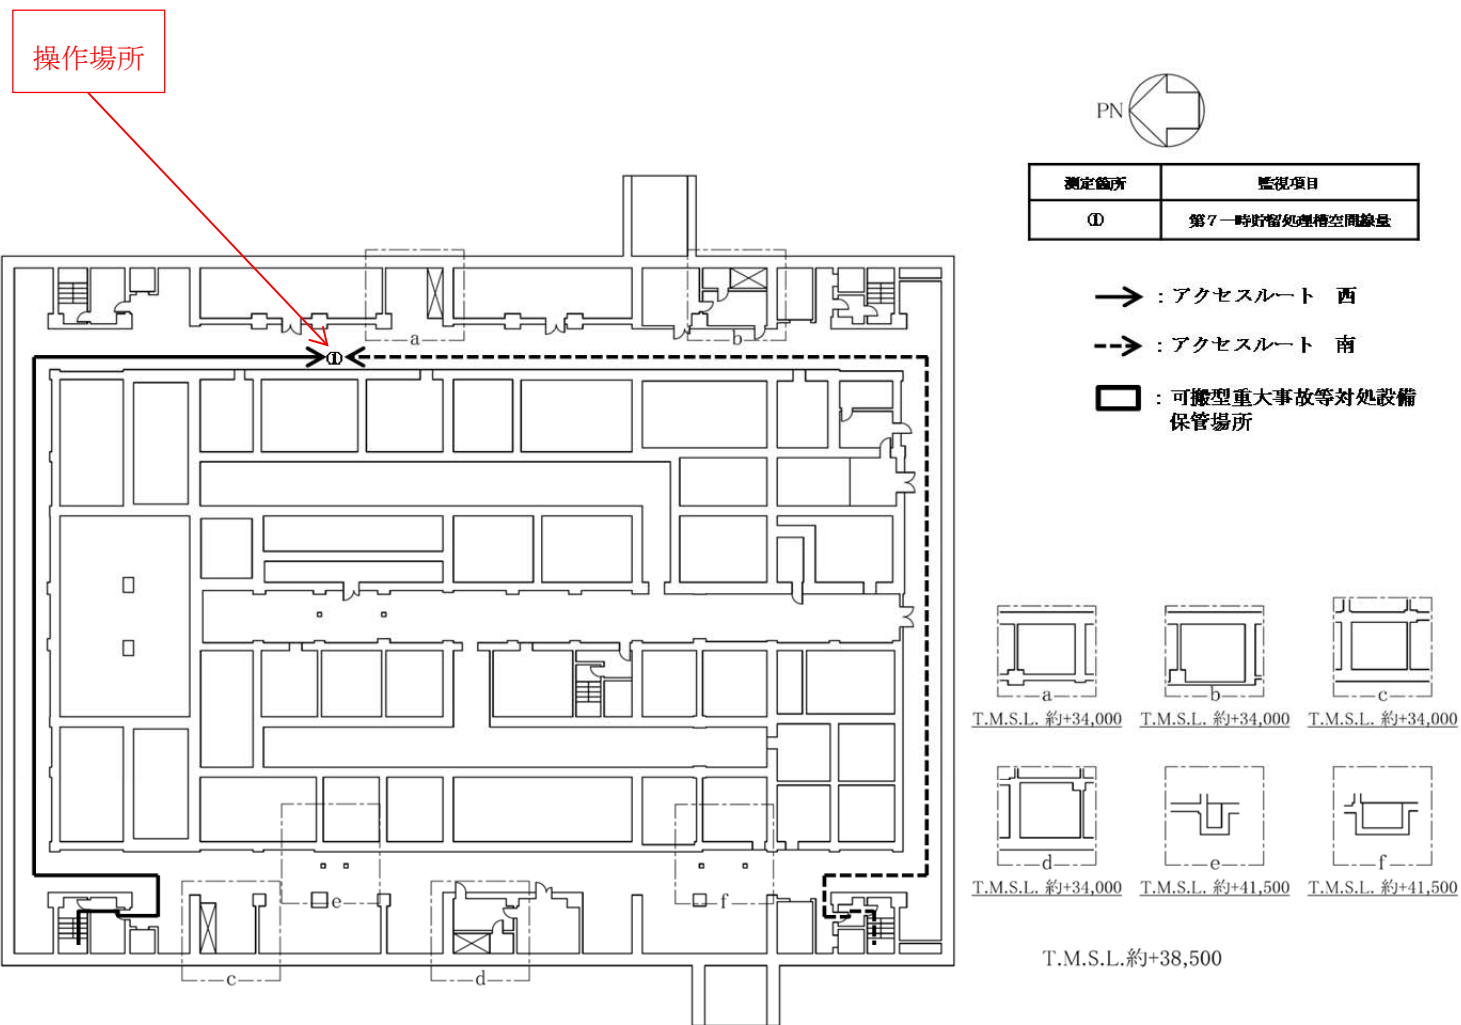 操作場所
PN
測定箇所 監視項目
① 第7一時貯留処理槽空間線量
：アクセスルート 西
：アクセスルート 南
：可搬型重大事故等対処設備
保管場所
a
b
①
e
f
c
d
a
b
c
T.M.S.L. 約+34,000
T.M.S.L. 約+34,000
T.M.S.L. 約+34,000
d
e
f
T.M.S.L. 約+34,000
T.M.S.L. 約+41,500
T.M.S.L. 約+41,500
T.M.S.L.約+38,500